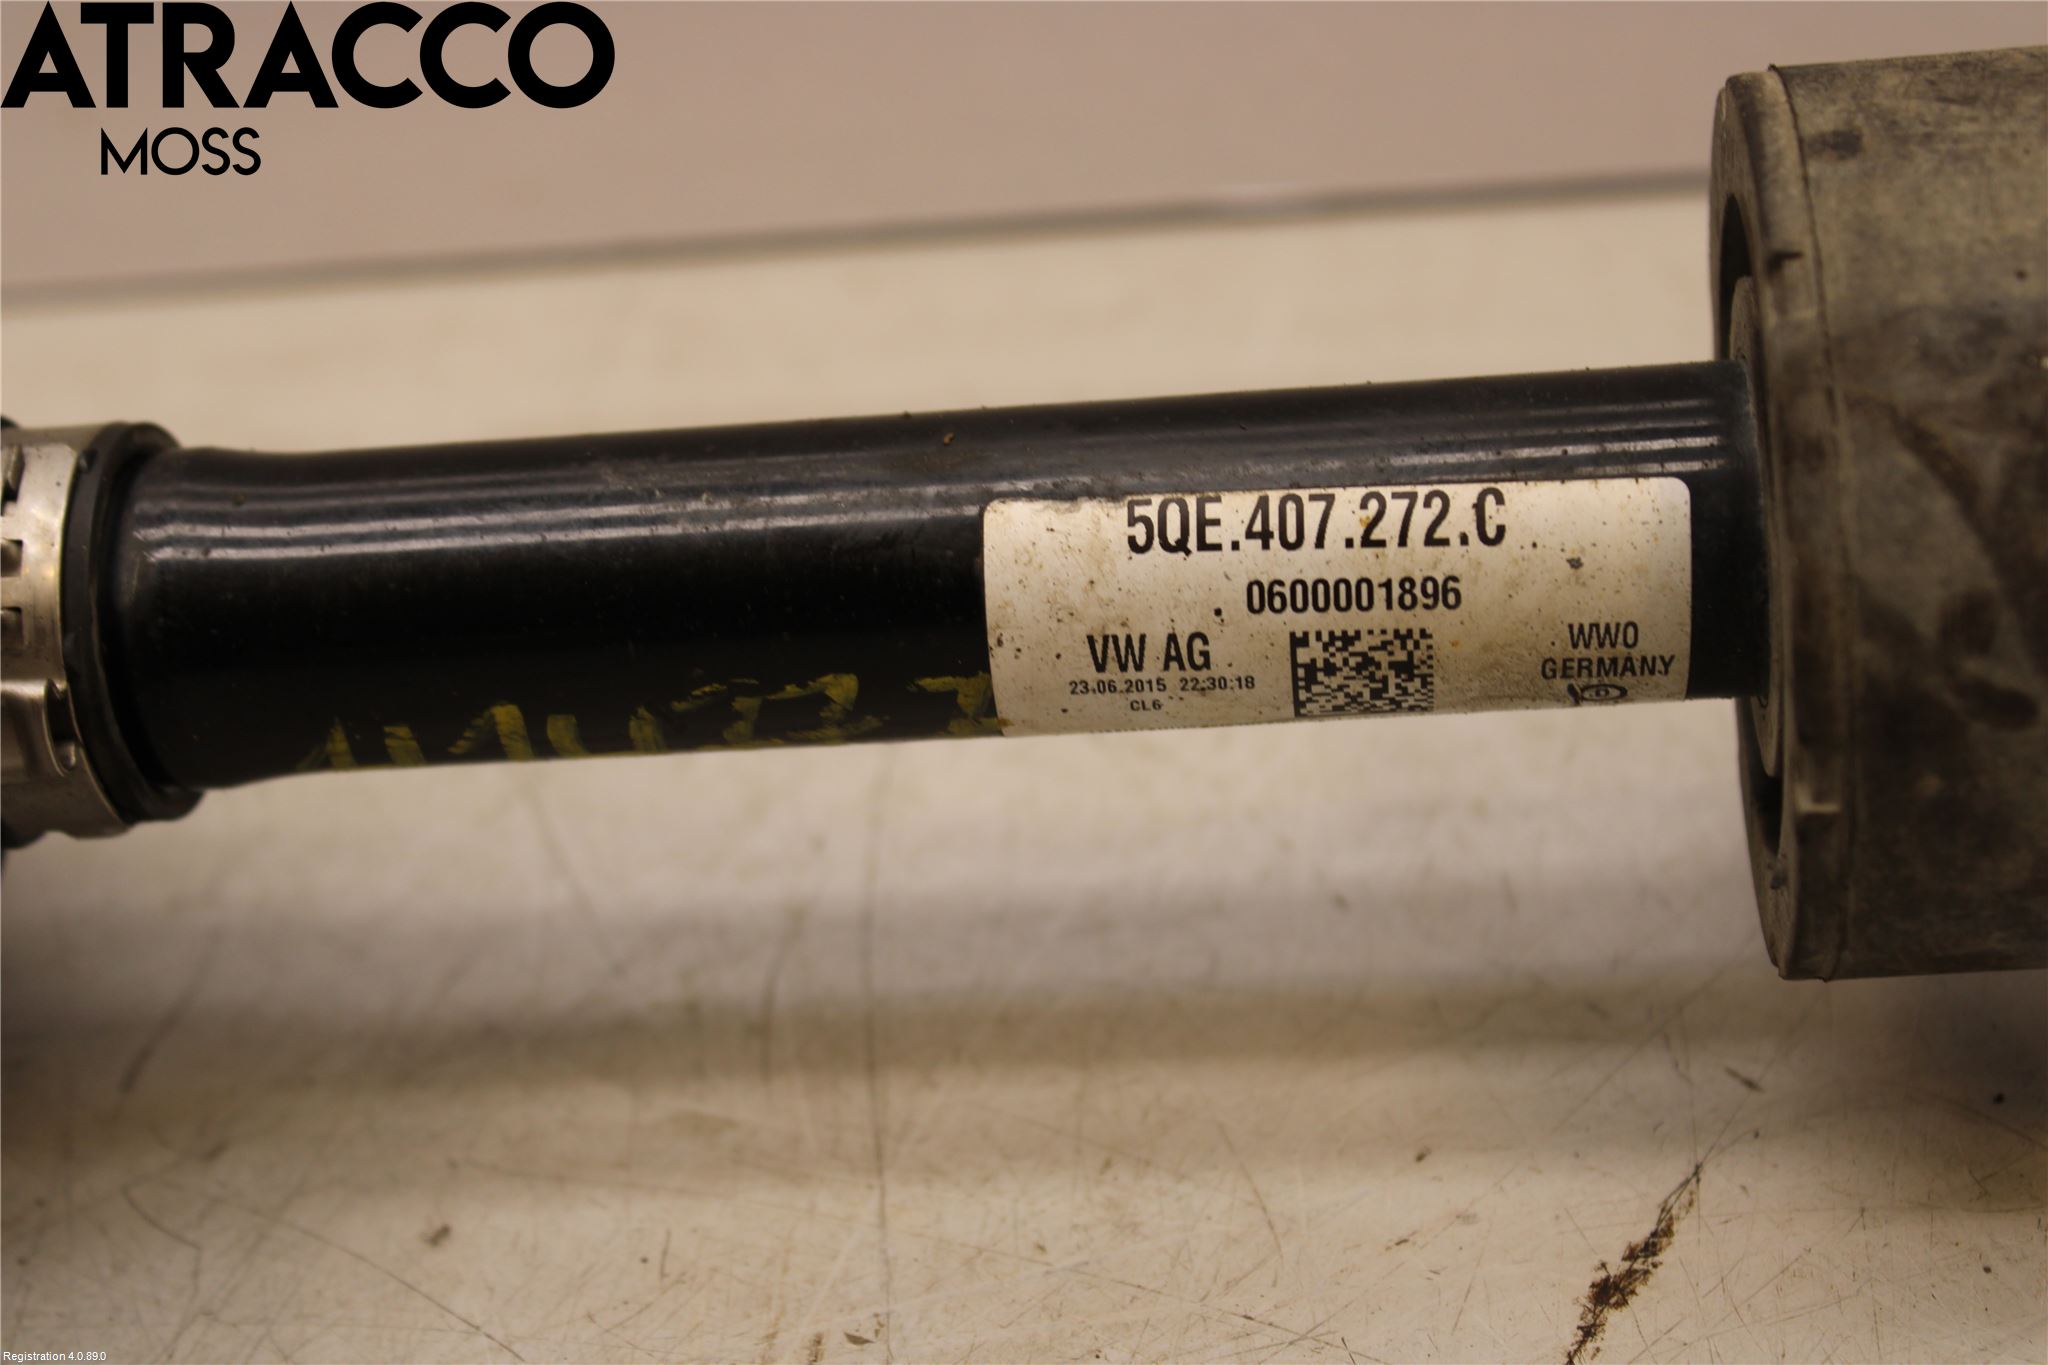 ATRACCO
MOSS
5QE.407.272.C
0600001896
VW AG
23.06.2015 22:30:18
CL6
WWO
GERMANY
Registration 4.0.89.0